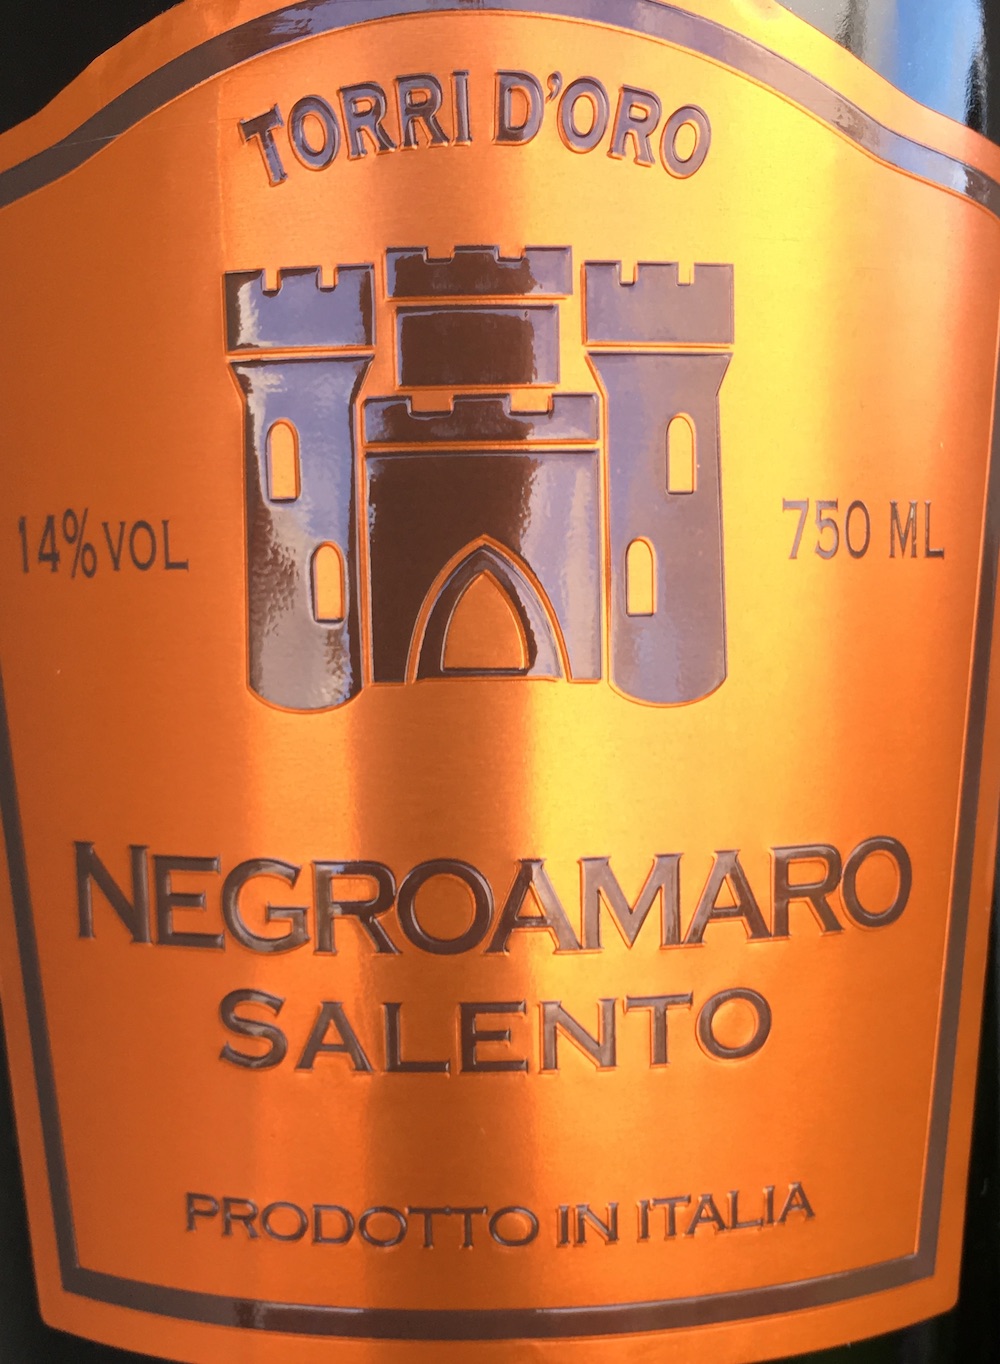 TORRI D'ORO
14% VOL
750 ML
NEGROAMARO
SALENTO
PRODOTTO IN ITALIA